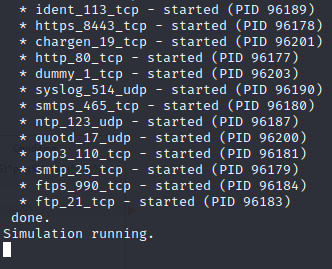 * ident_113_tcp - started (PID 96189)
* https_8443_tcp - started (PID 96178)
* chargen_19_tcp - started (PID 96201)
* http_80_tcp - started (PID 96177)
* dummy_1_tcp - started (PID 96203)
* syslog_514_udp - started (PID 96190)
* smtps_465_tcp - started (PID 96180)
* ntp_123_udp - started (PID 96187)
* quotd_17_udp - started (PID 96200)
* pop3_110_tcp - started (PID 96181)
* smtp_25_tcp - started (PID 96179)
* ftps_990_tcp - started (PID 96184)
* ftp_21_tcp - started (PID 96183)
done.
Simulation running.